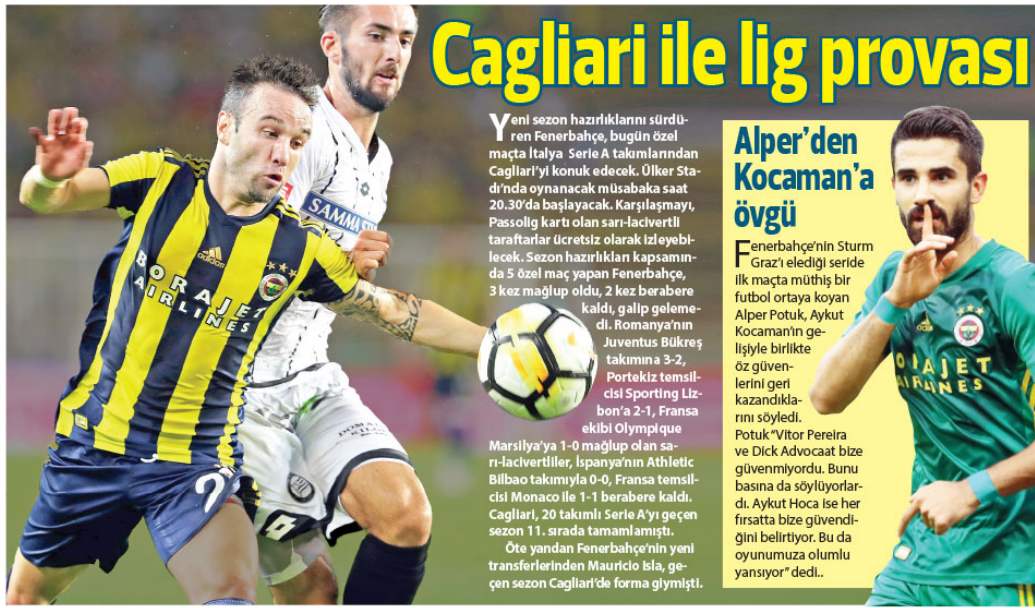 Cagliari ile lig provası
Yeni sezon hazırlıklarını sürdü-
ren Fenerbahçe, bugün özel
maçta İtalya Serie A takımlarından
Cagliari'yi konuk edecek. Ülker Sta-
dı'nda oynanacak müsabaka saat
20.30'da başlayacak. Karşılaşmayı,
Passolig kartı olan sarı-lacivertli
taraftarlar ücretsiz olarak izleyebi-
lecek. Sezon hazırlıkları kapsamın-
da 5 özel maç yapan Fenerbahçe,
3 kez mağlup oldu, 2 kez berabere
kaldı, galip geleme-
di. Romanya'nın
Juventus Bükreş
takımına 3-2,
Portekiz temsil-
cisi Sporting Liz-
bon'a 2-1, Fransa
ekibi Olympique
Marsilya'ya 1-0 mağlup olan sa-
rı-lacivertliler, İspanya'nın Athletic
Bilbao takımıyla 0-0, Fransa temsil-
cisi Monaco ile 1-1 berabere kaldı.
Cagliari, 20 takımlı Serie A'yı geçen
sezon 11. sırada tamamlamıştı.
Öte yandan Fenerbahçe'nin yeni
transferlerinden Mauricio Isla, ge-
çen sezon Cagliari'de forma giymişti.
Alper'den
Kocaman'a
övgü
Fenerbahçe'nin Sturm
Graz'ı elediği seride
ilk maçta müthiş bir
futbol ortaya koyan
Alper Potuk, Aykut
Kocaman'ın ge-
lişiyle birlikte
öz güven-
lerini geri
kazandıkla-
rını söyledi.
Potuk "Vitor Pereira
ve Dick Advocaat bize
güvenmiyordu. Bunu
basına da söylüyorlar-
dı. Aykut Hoca ise her
fırsatta bize güvendi-
ğini belirtiyor. Bu da
oyunumuza olumlu
yansıyor" dedi..
adidas
BORAJET
AIRLINES
2
SAMMA
adidas
ORAJET
AIRLINES